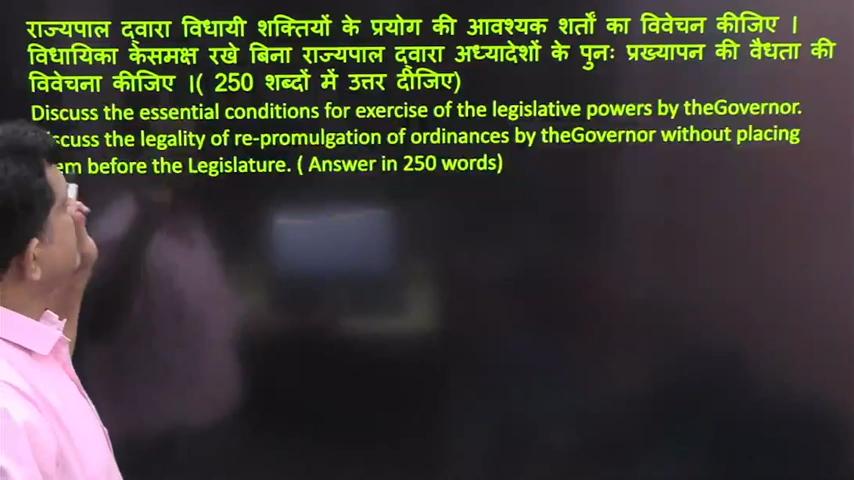 राज्यपाल द्वारा विधायी शक्तियों के प्रयोग की आवश्यक शर्तों का विवेचन कीजिए ।
विधायिका केसमक्ष रखे बिना राज्यपाल द्वारा अध्यादेशों के पुनः प्रख्यापन की वैधता की
विवेचना कीजिए ।( 250 शब्दों में उत्तर दीजिए)
Discuss the essential conditions for exercise of the legislative powers by theGovernor.
the legality of re-promulgation of ordinances by theGovernor without placing
before the Legislature. ( Answer in 250 words)